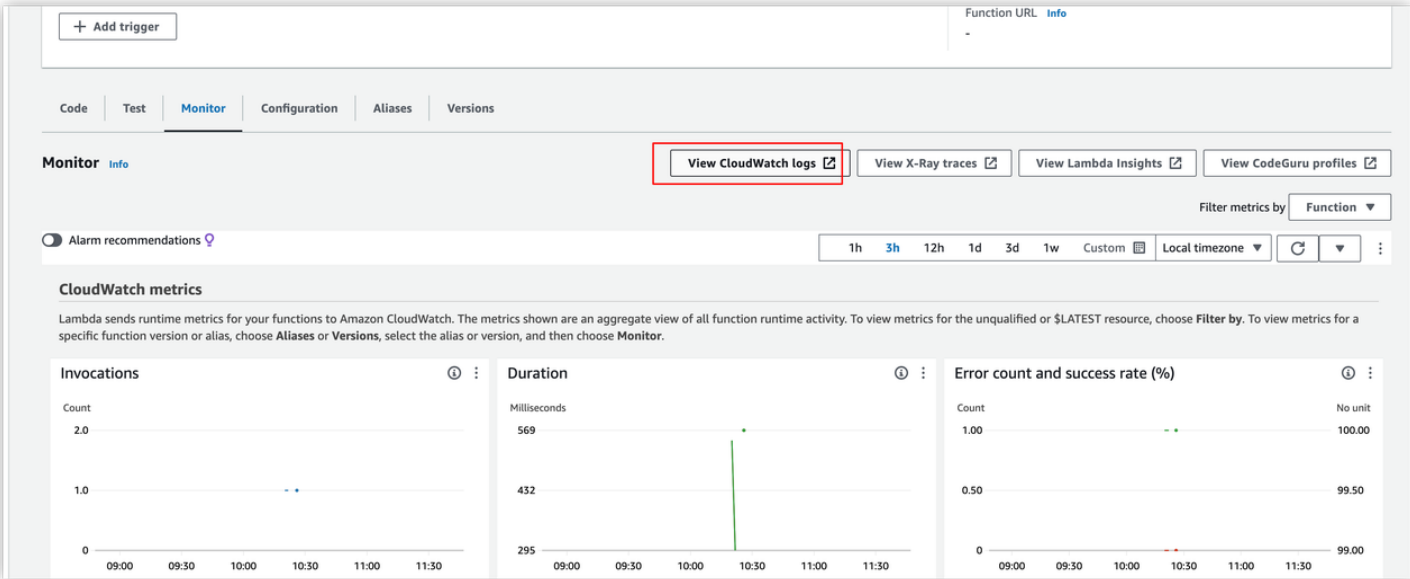 + Add trigger
Function URL Info
-
Code Test Monitor Configuration Aliases Versions
Monitor Info
View CloudWatch logs View X-Ray traces View Lambda Insights View CodeGuru profiles
Filter metrics by Function
Alarm recommendations
1h 3h 12h 1d 3d 1w Custom Local timezone
CloudWatch metrics
Lambda sends runtime metrics for your functions to Amazon CloudWatch. The metrics shown are an aggregate view of all function runtime activity. To view metrics for the unqualified or $LATEST resource, choose Filter by. To view metrics for a
specific function version or alias, choose Aliases or Versions, select the alias or version, and then choose Monitor.
Invocations
Count
2.0
1.0
0
09:00 09:30 10:00 10:30 11:00 11:30
Duration
Milliseconds
569
432
295
09:00 09:30 10:00 10:30 11:00 11:30
Error count and success rate (%)
Count No unit
1.00 100.00
0.50 99.50
0 99.00
09:00 09:30 10:00 10:30 11:00 11:30